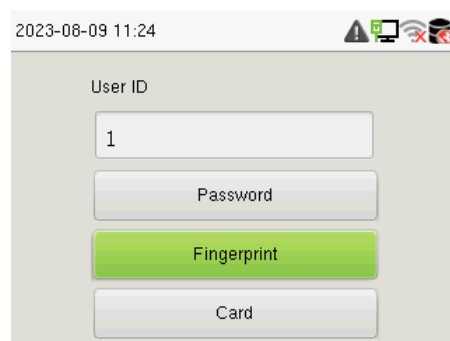 2023-08-09 11:24
User ID
1
Password
Fingerprint
Card